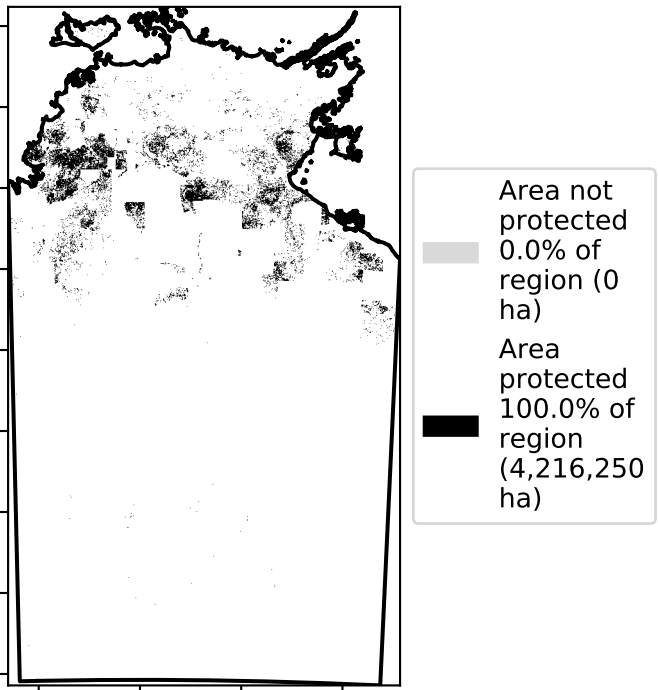 Area not
protected
0.0% of
region (0
ha)
Area
protected
100.0% of
region
(4,216,250
ha)